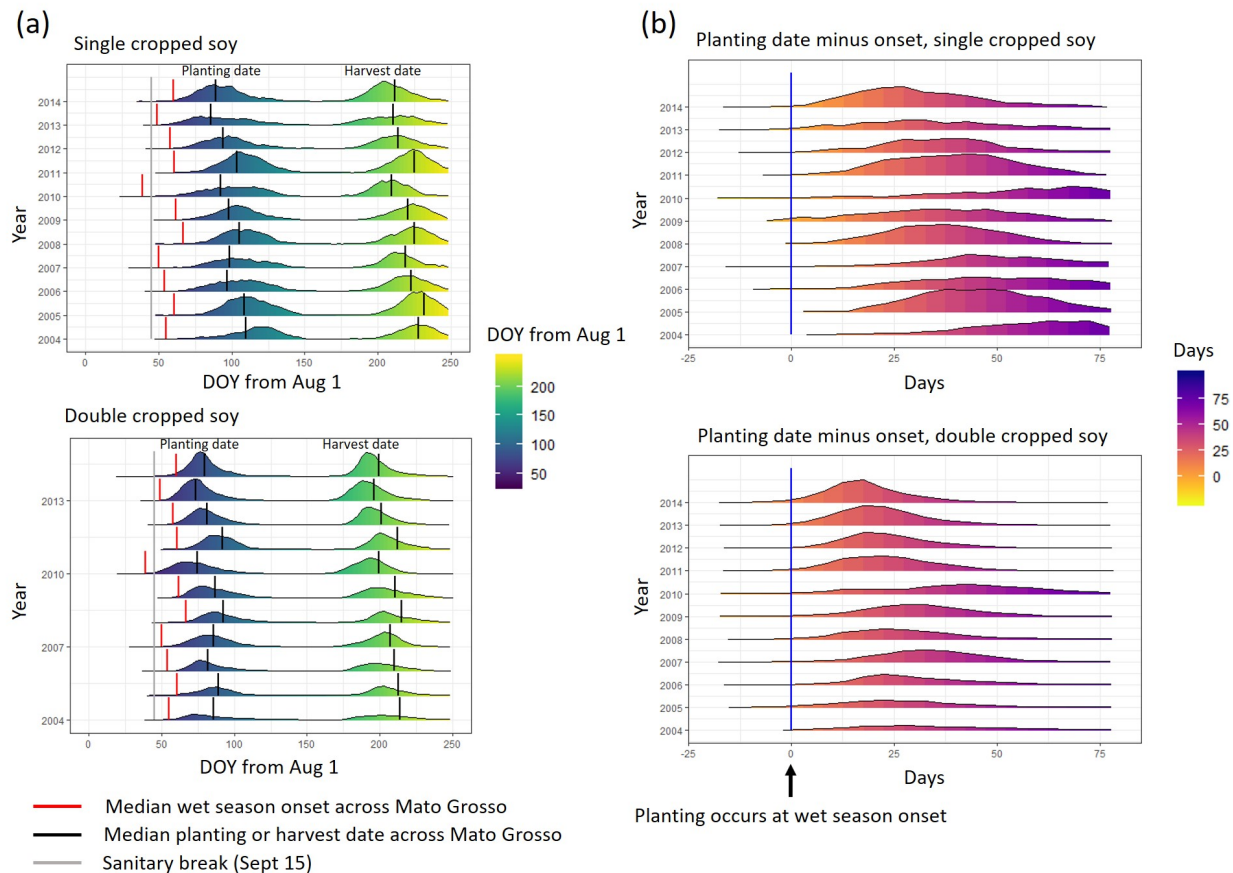 (a)
Single cropped soy
Planting date
Harvest date
2014
2013
2012
2011
2010
2009
2008
2007
2006
2005
2004
Year
0
50
100
150
200
250
DOY from Aug 1
Double cropped soy
Planting date
Harvest date
2013
2010
2007
2004
Year
0
50
100
150
200
250
DOY from Aug 1
DOY from Aug 1
200
150
100
50
Median wet season onset across Mato Grosso
Median planting or harvest date across Mato Grosso
Sanitary break (Sept 15)
(b)
Planting date minus onset, single cropped soy
2014
2013
2012
2011
2010
2009
2008
2007
2006
2005
2004
Year
-25
0
25
50
75
Days
Planting date minus onset, double cropped soy
2014
2013
2012
2011
2010
2009
2008
2007
2006
2005
2004
Year
-25
0
25
50
75
Days
Planting occurs at wet season onset
Days
75
50
25
0